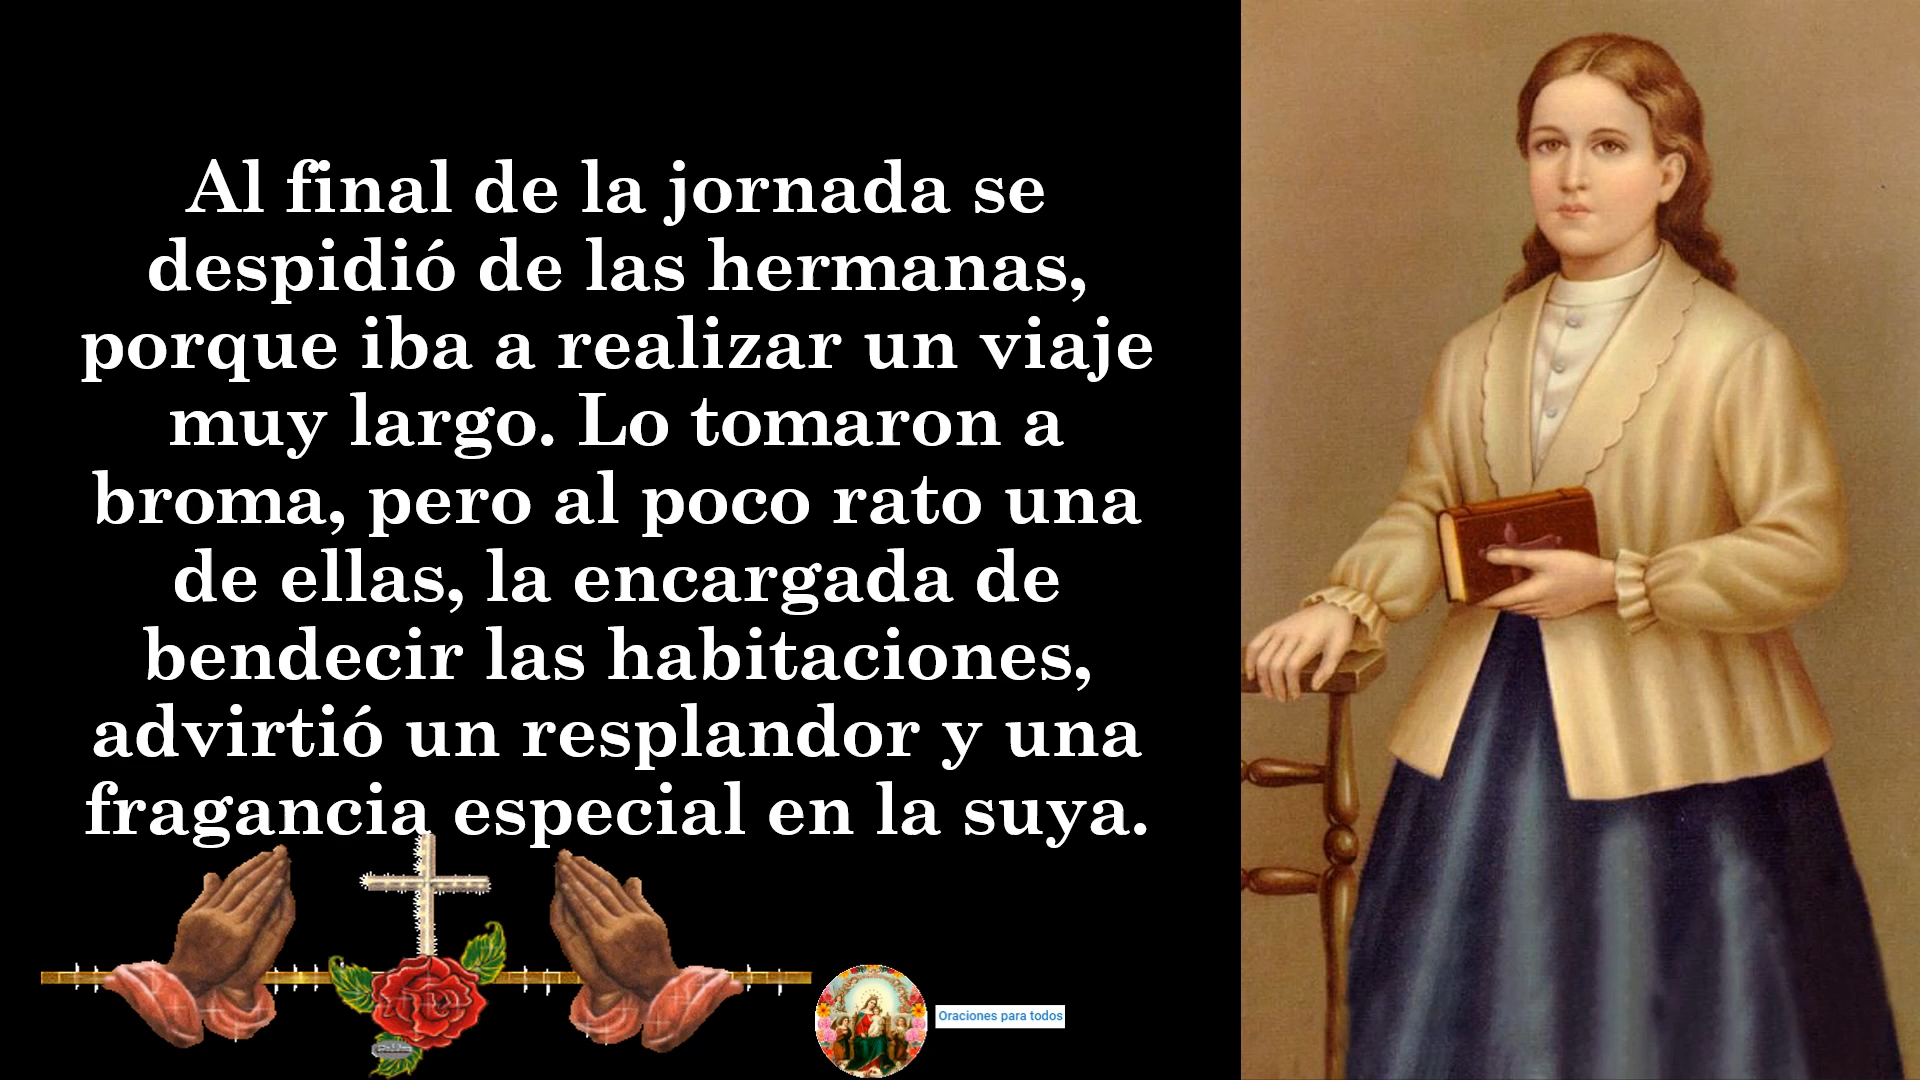 Al final de la jornada se
despidió de las hermanas,
porque iba a realizar un viaje
muy largo. Lo tomaron a
broma, pero al poco rato una
de ellas, la encargada de
bendecir las habitaciones,
advirtió un resplandor y una
fragancia especial en la suya.
Oraciones para todos